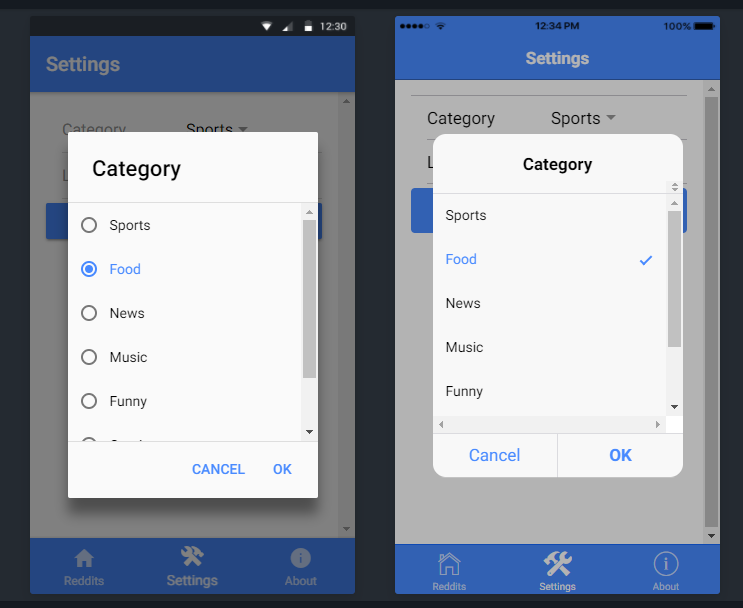 12:30
Settings
Category Sports
L
Category
Sports
Food
News
Music
Funny
CANCEL OK
Reddits Settings About
12:34 PM 100%
Settings
Category Sports
L
Category
Sports
Food
News
Music
Funny
Cancel OK
Reddits Settings About